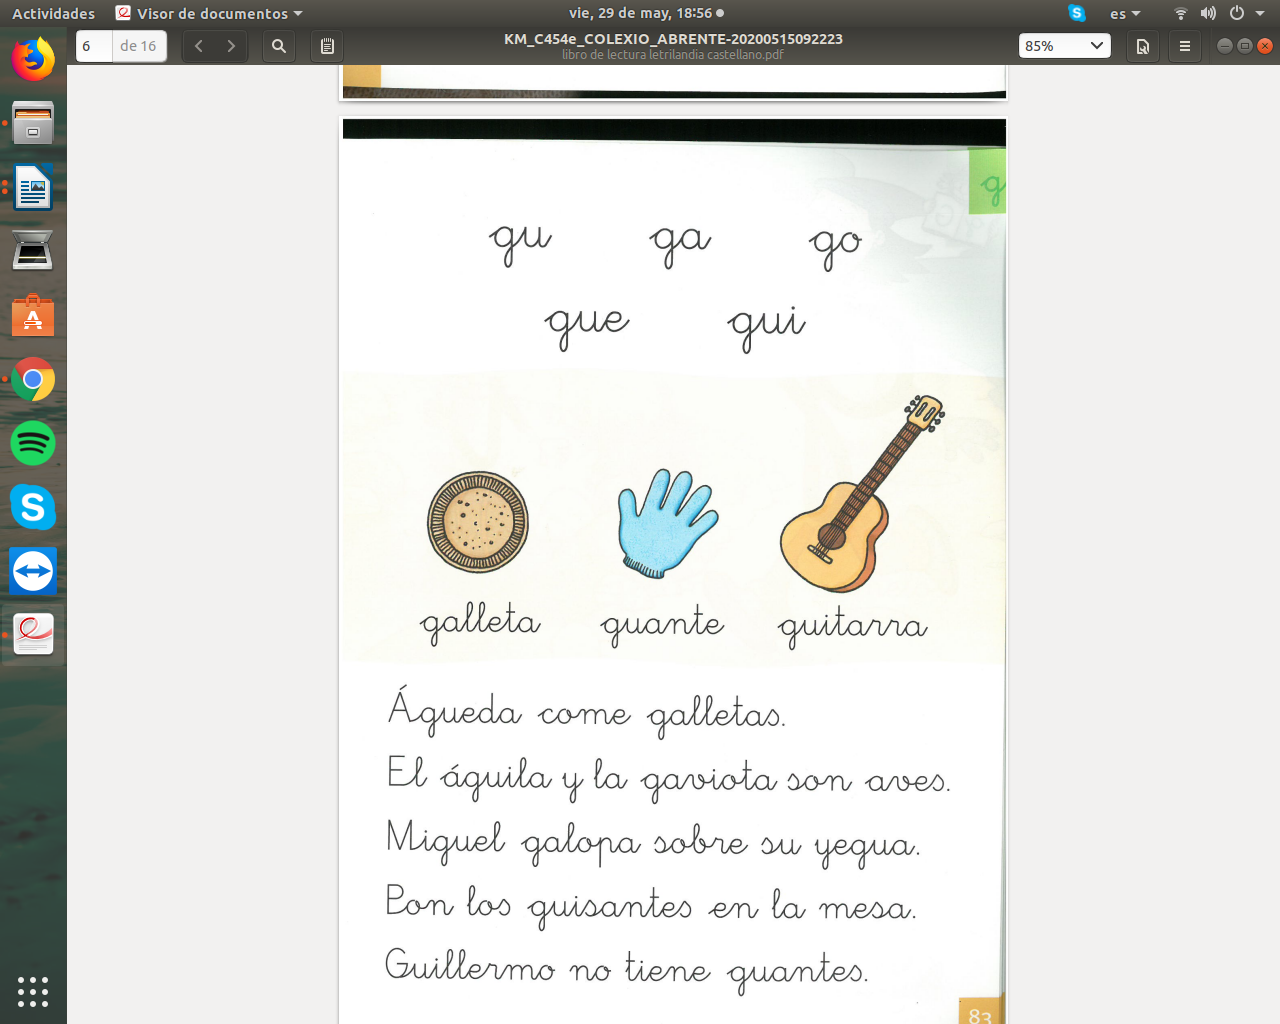 Actividades Visor de documentos vie, 29 de may, 18:56 es
6 de 16 KM_C454e_COLEXIO_ABRENTE-20200515092223 85%
libro de lectura letrilandia castellano.pdf
g
gu ga go
gue gui
galleta guante guitarra
Águeda come galletas.
El águila y la gaviota son aves.
Miguel galopa sobre su yegua.
Pon los guisantes en la mesa.
Guillermo no tiene guantes.
83